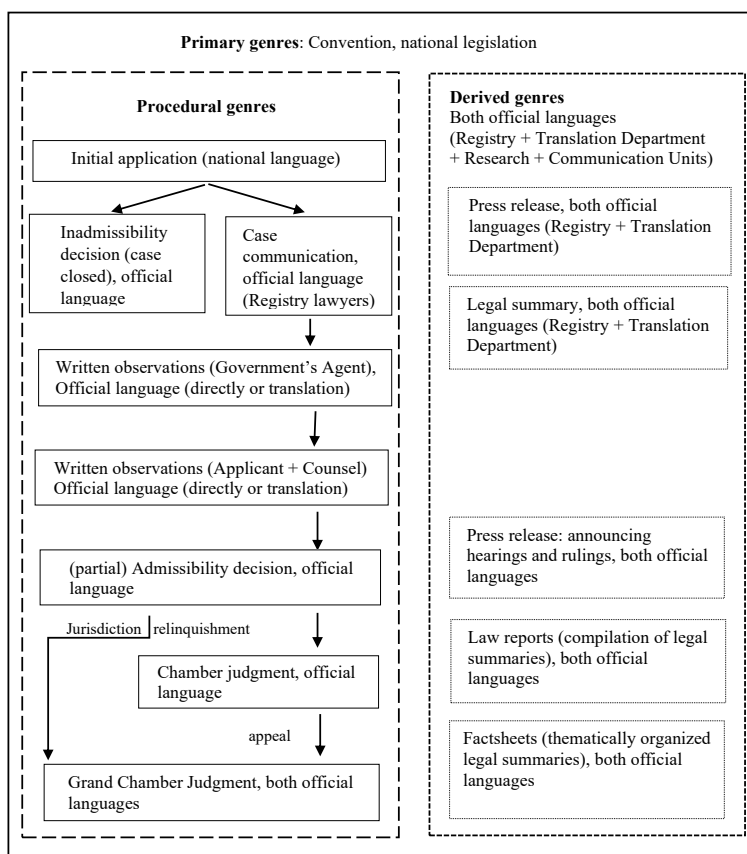 Primary genres: Convention, national legislation
Procedural genres
Initial application (national language)
Inadmissibility
decision (case
closed), official
language
Case
communication,
official language
(Registry lawyers)
Written observations (Government's Agent),
Official language (directly or translation)
Written observations (Applicant + Counsel)
Official language (directly or translation)
(partial) Admissibility decision, official
language
Jurisdiction relinquishment
Chamber judgment, official
language
appeal
Grand Chamber Judgment, both official
languages
Derived genres
Both official languages
(Registry + Translation Department
+ Research + Communication Units)
Press release, both official
languages (Registry + Translation
Department)
Legal summary, both official
languages (Registry + Translation
Department)
Press release: announcing
hearings and rulings, both official
languages
Law reports (compilation of legal
summaries), both official
languages
Factsheets (thematically organized
legal summaries), both official
languages